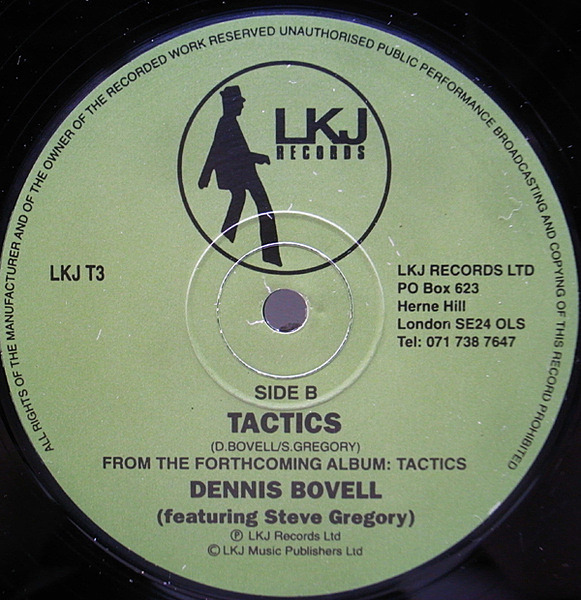 ALL RIGHTS OF THE MANUFACTURER AND OF THE OWNER OF THE RECORDED WORK RESERVED UNAUTHORISED PUBLIC PERFORMANCE BROADCASTING AND COPYING OF THIS RECORD PROHIBITED
LKJ
RECORDS
LKJ T3
LKJ RECORDS LTD
PO Box 623
Herne Hill
London SE24 OLS
Tel: 071 738 7647
SIDE B
TACTICS
(D.BOVELL/S.GREGORY)
FROM THE FORTHCOMING ALBUM: TACTICS
DENNIS BOVELL
(featuring Steve Gregory)
℗ LKJ Records Ltd
© LKJ Music Publishers Ltd